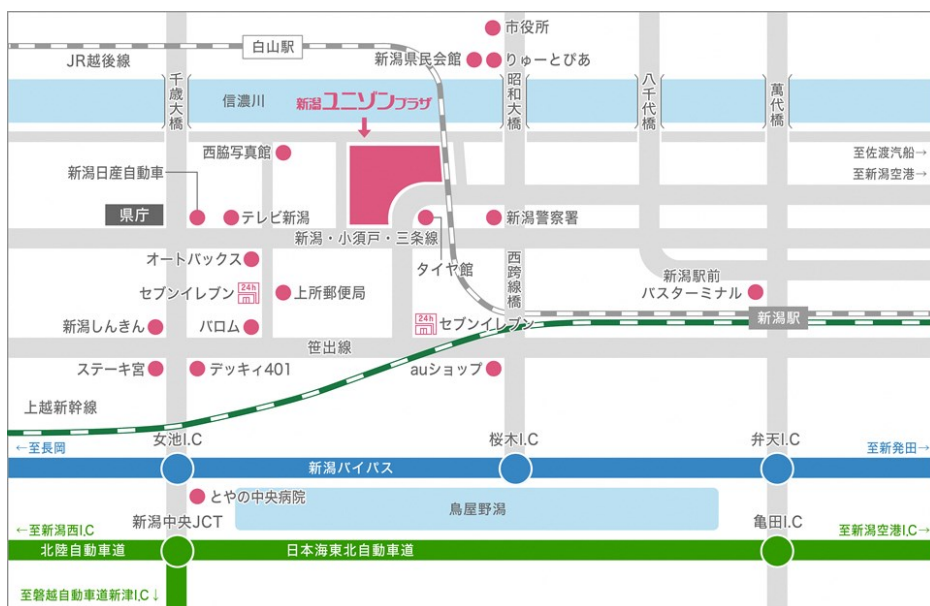 市役所
白山駅
新潟県民会館
りゅーとぴあ
JR越後線
千歳大橋
信濃川
新潟ユニゾンプラザ
昭和大橋
八千代橋
萬代橋
西脇写真館
至佐渡汽船→
新潟日産自動車
至新潟空港→
県庁
テレビ新潟
新潟警察署
新潟・小須戸・三条線
オートバックス
タイヤ館
西跨線橋
新潟駅前
バスターミナル
セブンイレブン
24h
上所郵便局
新潟しんきん
パロム
24h
セブンイレブン
新潟駅
笹出線
ステーキ宮
デッキィ401
auショップ
上越新幹線
女池I.C
桜木I.C
弁天I.C
←至長岡
至新発田→
新潟バイパス
とやの中央病院
鳥屋野潟
新潟中央JCT
亀田I.C
←至新潟西I.C
至新潟空港I.C→
北陸自動車道
日本海東北自動車道
至磐越自動車道新津I.C↓